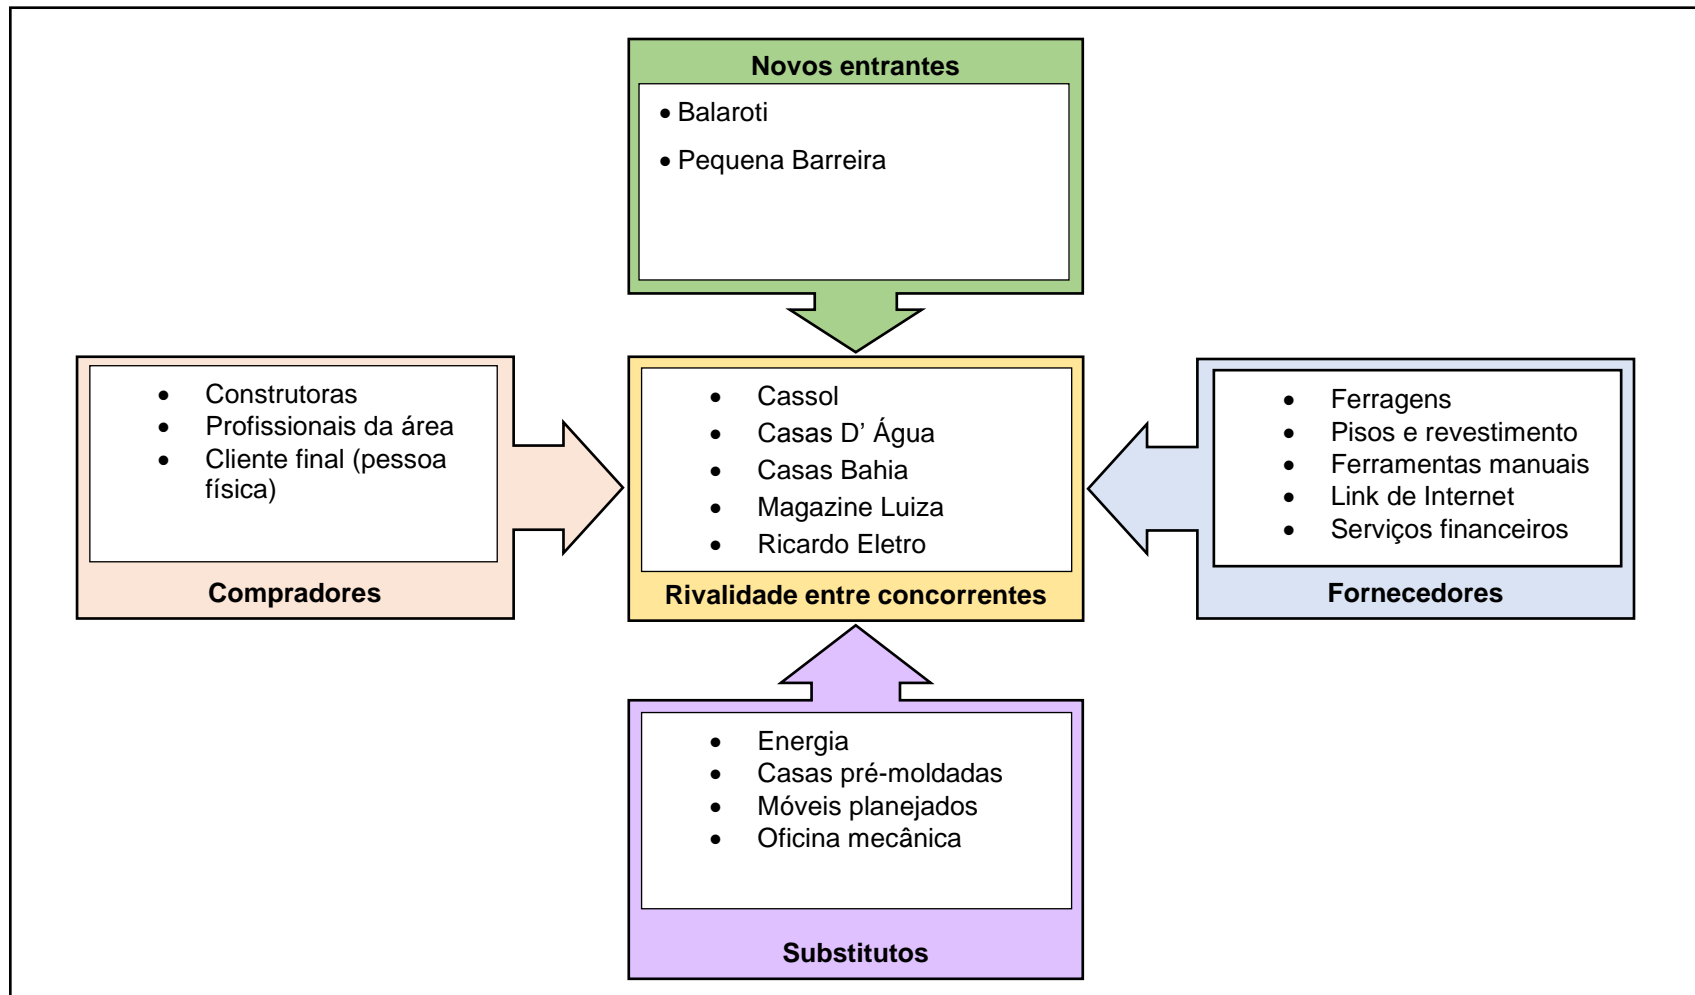 Novos entrantes
• Balaroti
• Pequena Barreira
• Construtoras
• Profissionais da área
• Cliente final (pessoa
física)
Compradores
• Cassol
• Casas D’ Água
• Casas Bahia
• Magazine Luiza
• Ricardo Eletro
Rivalidade entre concorrentes
• Ferragens
• Pisos e revestimento
• Ferramentas manuais
• Link de Internet
• Serviços financeiros
Fornecedores
• Energia
• Casas pré-moldadas
• Móveis planejados
• Oficina mecânica
Substitutos